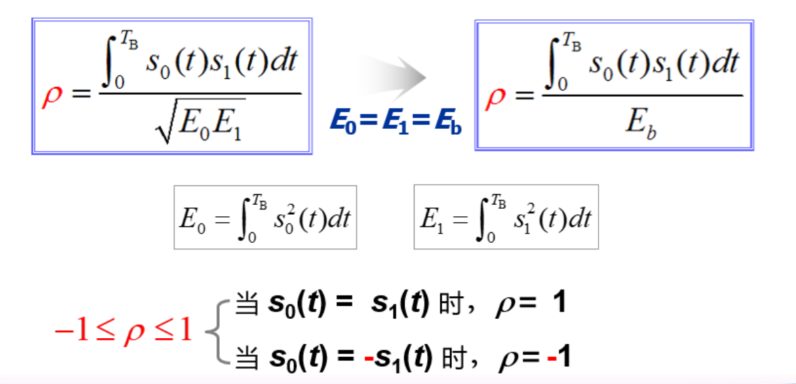 ρ = ∫₀^{T_B} s₀(t)s₁(t)dt / √(E₀E₁)
E₀=E₁=E_b
ρ = ∫₀^{T_B} s₀(t)s₁(t)dt / E_b
E₀ = ∫₀^{T_B} s₀²(t)dt
E₁ = ∫₀^{T_B} s₁²(t)dt
−1 ≤ ρ ≤ 1
当 s₀(t) = s₁(t) 时，ρ= 1
当 s₀(t) = -s₁(t) 时，ρ= -1